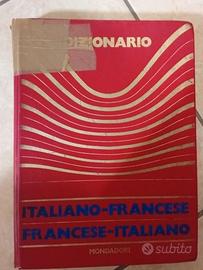 DIZIONARIO
ITALIANO-FRANCESE
FRANCESE-ITALIANO
MONDADORI
subito